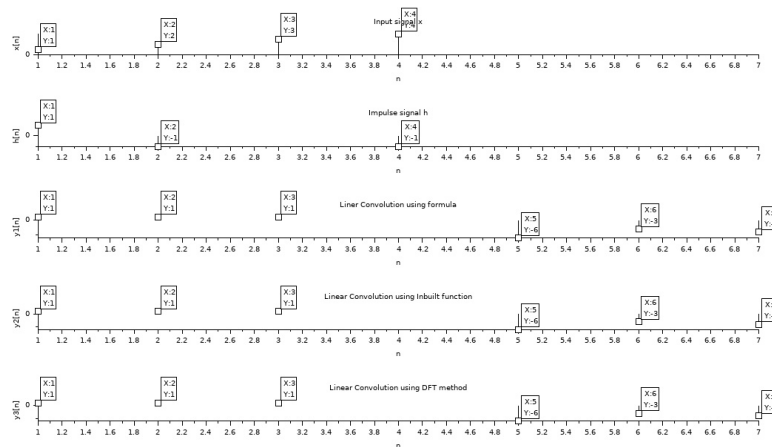 Input signal x
X:1
Y:1
X:2
Y:2
X:3
Y:3
X:4
Y:4
x[n]
0
1 1.2 1.4 1.6 1.8 2 2.2 2.4 2.6 2.8 3 3.2 3.4 3.6 3.8 4 4.2 4.4 4.6 4.8 5 5.2 5.4 5.6 5.8 6 6.2 6.4 6.6 6.8 7
n
Impulse signal h
X:1
Y:1
X:2
Y:-1
X:4
Y:-1
h[n]
0
1 1.2 1.4 1.6 1.8 2 2.2 2.4 2.6 2.8 3 3.2 3.4 3.6 3.8 4 4.2 4.4 4.6 4.8 5 5.2 5.4 5.6 5.8 6 6.2 6.4 6.6 6.8 7
n
Liner Convolution using formula
X:1
Y:1
X:2
Y:1
X:3
Y:1
X:5
Y:-6
X:6
Y:-3
X:
Y:-
y1[n]
0
1 1.2 1.4 1.6 1.8 2 2.2 2.4 2.6 2.8 3 3.2 3.4 3.6 3.8 4 4.2 4.4 4.6 4.8 5 5.2 5.4 5.6 5.8 6 6.2 6.4 6.6 6.8 7
n
Linear Convolution using Inbuilt function
X:1
Y:1
X:2
Y:1
X:3
Y:1
X:5
Y:-6
X:6
Y:-3
X:
Y:-
y2[n]
0
1 1.2 1.4 1.6 1.8 2 2.2 2.4 2.6 2.8 3 3.2 3.4 3.6 3.8 4 4.2 4.4 4.6 4.8 5 5.2 5.4 5.6 5.8 6 6.2 6.4 6.6 6.8 7
n
Linear Convolution using DFT method
X:1
Y:1
X:2
Y:1
X:3
Y:1
X:5
Y:-6
X:6
Y:-3
X:
Y:-
y3[n]
0
1 1.2 1.4 1.6 1.8 2 2.2 2.4 2.6 2.8 3 3.2 3.4 3.6 3.8 4 4.2 4.4 4.6 4.8 5 5.2 5.4 5.6 5.8 6 6.2 6.4 6.6 6.8 7
n